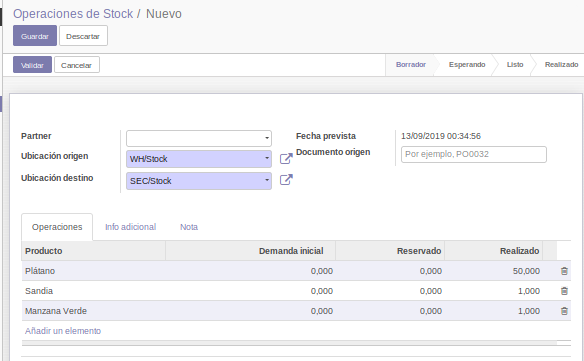 Operaciones de Stock / Nuevo
Guardar Descartar
Validar Cancelar Borrador Esperando Listo Realizado
Partner Fecha prevista 13/09/2019 00:34:56
Ubicación origen WH/Stock Documento origen Por ejemplo, PO0032
Ubicación destino SEC/Stock
Operaciones Info adicional Nota
Producto Demanda inicial Reservado Realizado
Plátano 0,000 0,000 50,000
Sandia 0,000 0,000 1,000
Manzana Verde 0,000 0,000 1,000
Añadir un elemento